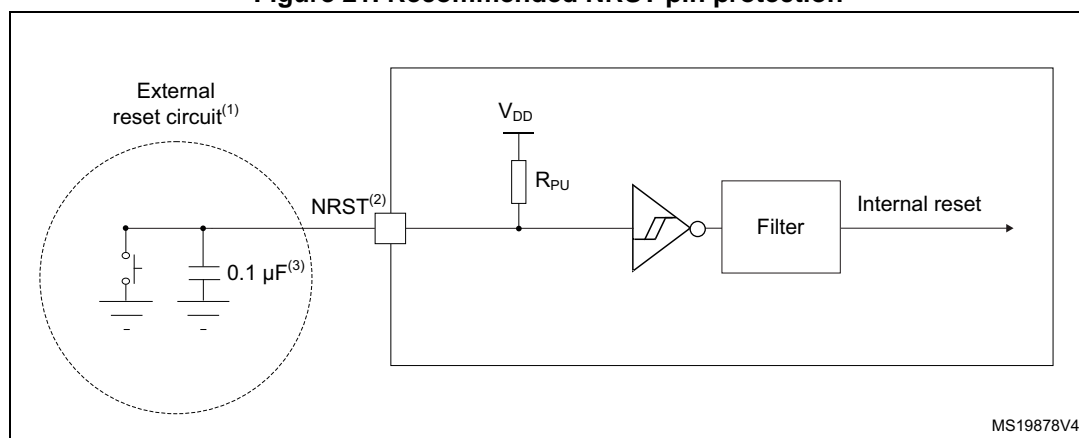 Figure 21. Recommended NRST pin protection
External
reset circuit(1)
VDD
RPU
NRST(2)
0.1 µF(3)
Filter
Internal reset
MS19878V4